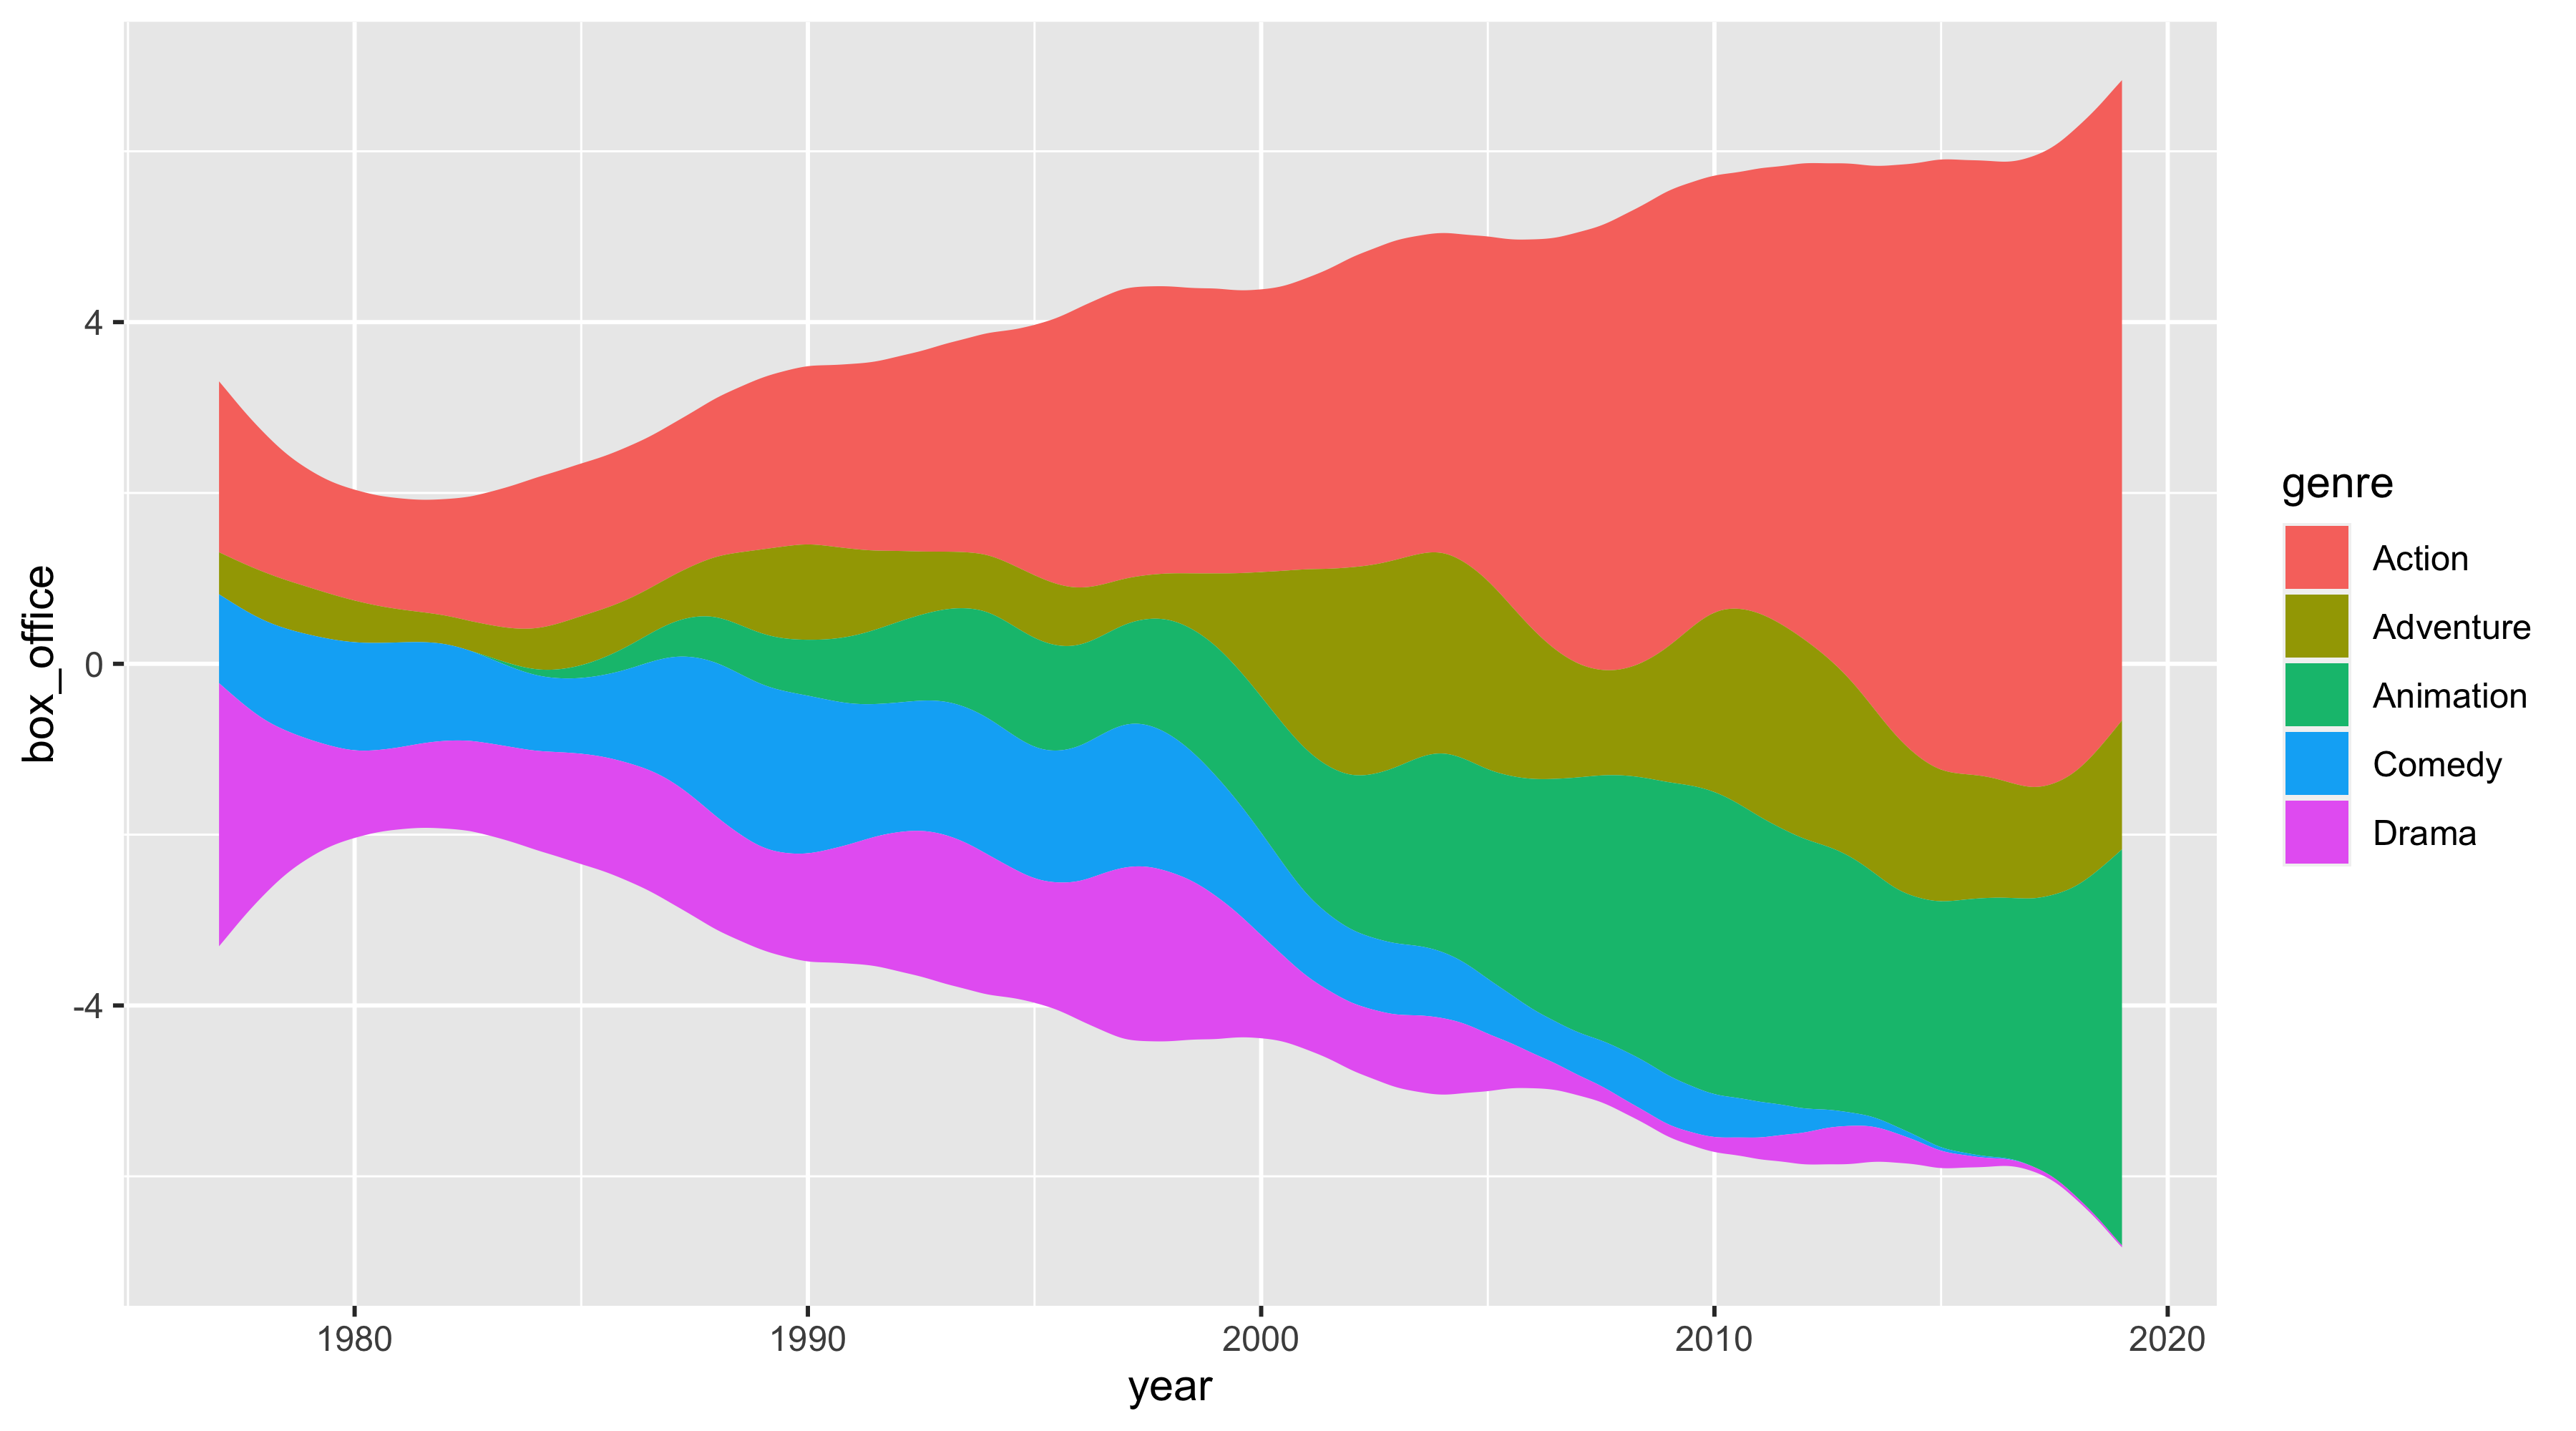 box_office
4
0
-4
1980
1990
2000
2010
2020
year
genre
Action
Adventure
Animation
Comedy
Drama